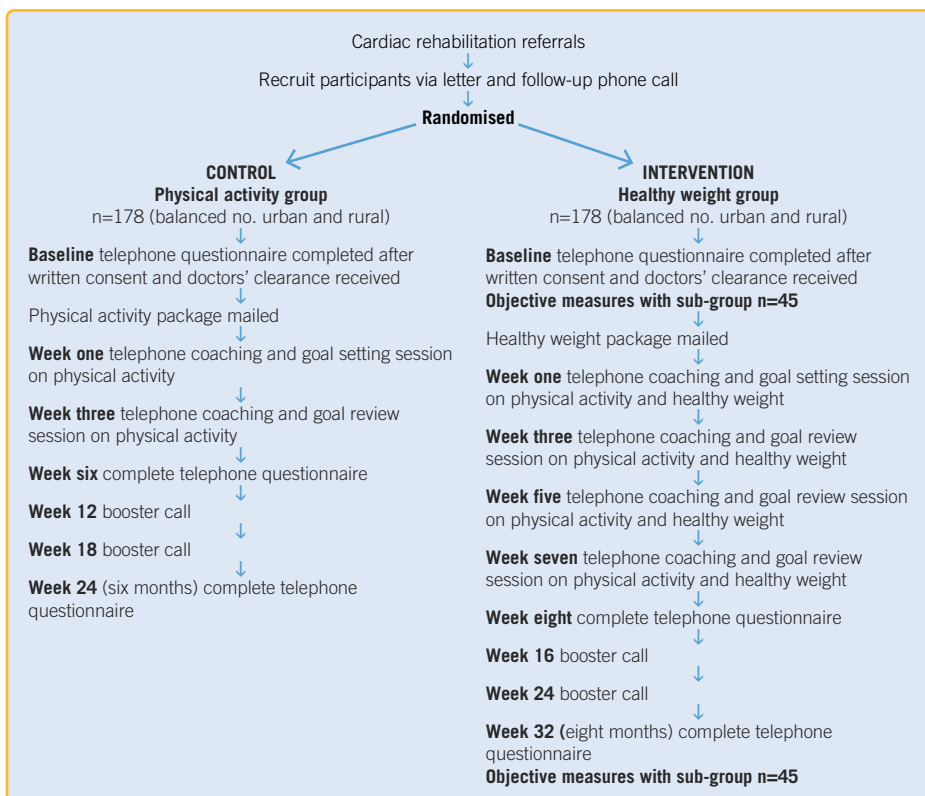 Cardiac rehabilitation referrals
Recruit participants via letter and follow-up phone call
Randomised
CONTROL
Physical activity group
n=178 (balanced no. urban and rural)
Baseline telephone questionnaire completed after
written consent and doctors' clearance received
Physical activity package mailed
Week one telephone coaching and goal setting session
on physical activity
Week three telephone coaching and goal review
session on physical activity
Week six complete telephone questionnaire
Week 12 booster call
Week 18 booster call
Week 24 (six months) complete telephone
questionnaire
INTERVENTION
Healthy weight group
n=178 (balanced no. urban and rural)
Baseline telephone questionnaire completed after
written consent and doctors' clearance received
Objective measures with sub-group n=45
Healthy weight package mailed
Week one telephone coaching and goal setting session
on physical activity and healthy weight
Week three telephone coaching and goal review
session on physical activity and healthy weight
Week five telephone coaching and goal review session
on physical activity and healthy weight
Week seven telephone coaching and goal review
session on physical activity and healthy weight
Week eight complete telephone questionnaire
Week 16 booster call
Week 24 booster call
Week 32 (eight months) complete telephone
questionnaire
Objective measures with sub-group n=45